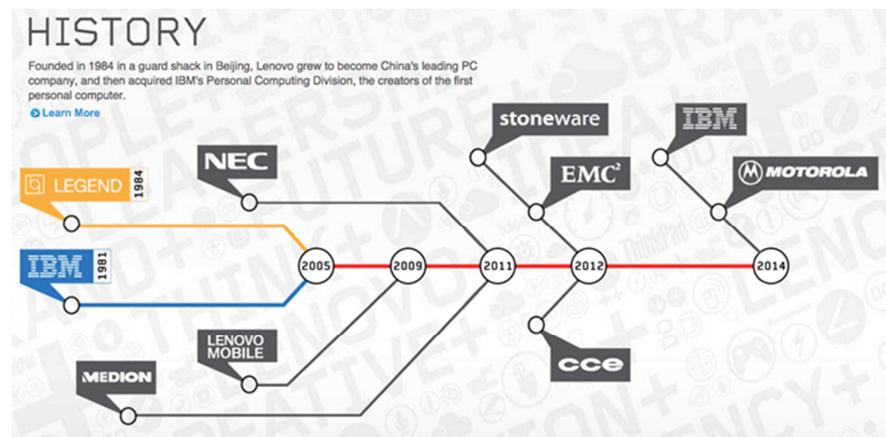 HISTORY
Founded in 1984 in a guard shack in Beijing, Lenovo grew to become China's leading PC
company, and then acquired IBM's Personal Computing Division, the creators of the first
personal computer.
Learn More
stoneware
IBM
NEC
EMC²
MOTOROLA
LEGEND 1984
IBM 1981
2005 2009 2011 2012 2014
LENOVO
MOBILE
cce
MEDION